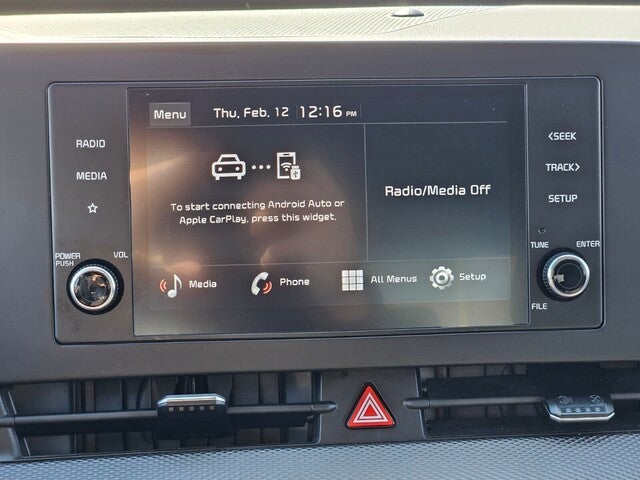 Menu Thu, Feb. 12 12:16 PM
RADIO
MEDIA
POWER
PUSH
VOL
To start connecting Android Auto or
Apple CarPlay, press this widget.
Radio/Media Off
Media Phone All Menus Setup
<SEEK
TRACK>
SETUP
TUNE ENTER
FILE